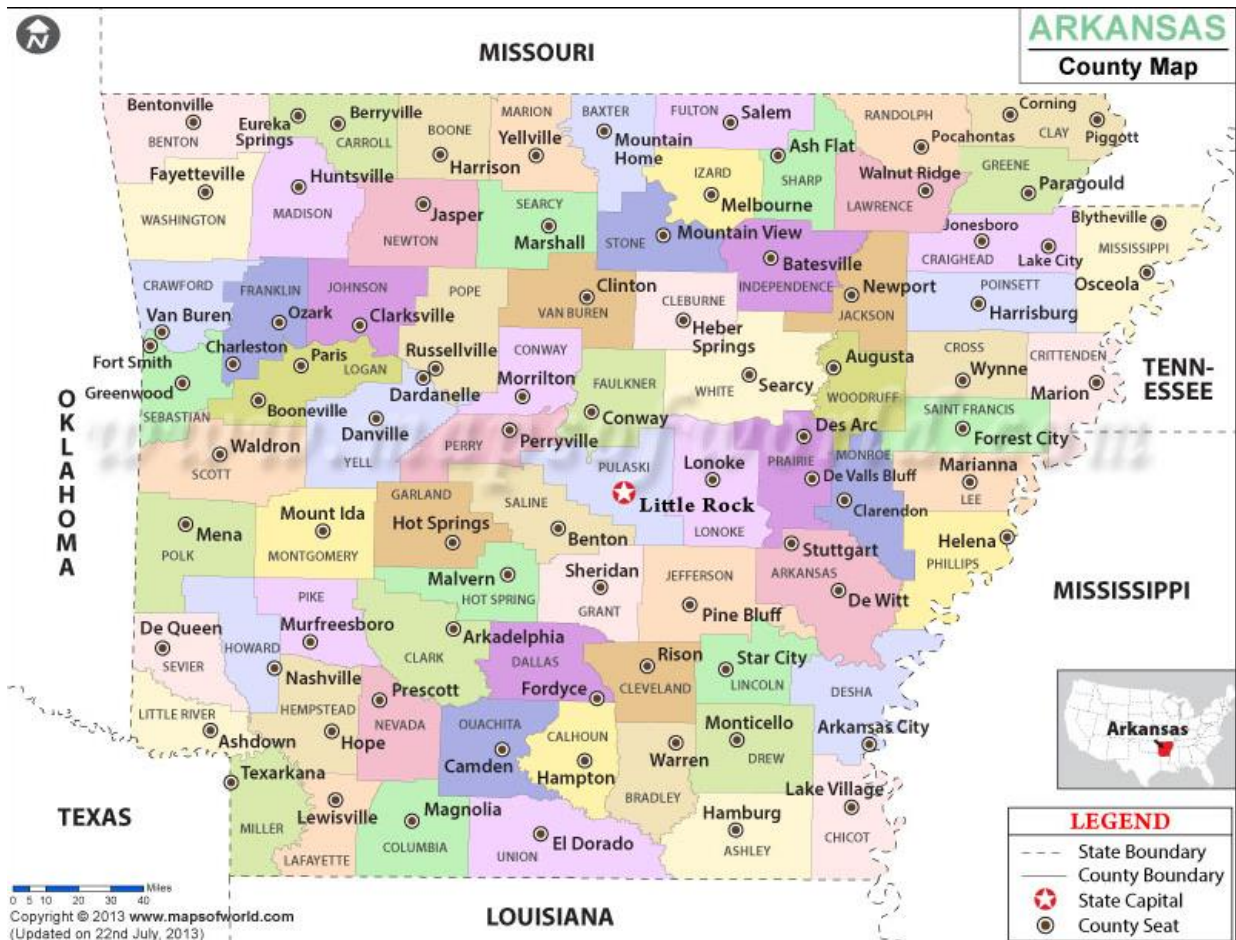 N
ARKANSAS
County Map
MISSOURI
Bentonville
BENTON
Eureka
Springs
Berryville
CARROLL
BOONE
Harrison
MARION
Yellville
BAXTER
Mountain
Home
FULTON
Salem
Ash Flat
SHARP
RANDOLPH
Pocahontas
Corning
CLAY
Piggott
Fayetteville
WASHINGTON
Huntsville
MADISON
Jasper
NEWTON
SEARCY
Marshall
STONE
Mountain View
IZARD
Melbourne
Walnut Ridge
LAWRENCE
GREENE
Paragould
Batesville
INDEPENDENCE
Jonesboro
CRAIGHEAD
Lake City
Blytheville
MISSISSIPPI
Osceola
CRAWFORD
Van Buren
FRANKLIN
Ozark
JOHNSON
Clarksville
POPE
Russellville
Clinton
VAN BUREN
CLEBURNE
Heber
Springs
Newport
JACKSON
POINSETT
Harrisburg
Fort Smith
Greenwood
SEBASTIAN
Charleston
Paris
LOGAN
Booneville
Dardanelle
CONWAY
Morrilton
FAULKNER
Conway
WHITE
Searcy
Augusta
WOODRUFF
CROSS
Wynne
CRITTENDEN
Marion
TENN-
ESSEE
OKLAHOMA
www.mapsofworld.com
Waldron
SCOTT
Danville
YELL
PERRY
Perryville
PULASKI
Little Rock
Lonoke
LONOKE
Des Arc
PRAIRIE
De Valls Bluff
MONROE
Clarendon
SAINT FRANCIS
Forrest City
Marianna
LEE
Mena
POLK
Mount Ida
MONTGOMERY
GARLAND
Hot Springs
SALINE
Benton
Malvern
HOT SPRING
Sheridan
GRANT
JEFFERSON
Pine Bluff
Stuttgart
ARKANSAS
De Witt
Helena
PHILLIPS
MISSISSIPPI
De Queen
SEVIER
HOWARD
Nashville
PIKE
Murfreesboro
CLARK
Arkadelphia
DALLAS
Fordyce
Rison
CLEVELAND
Star City
LINCOLN
DESHA
Arkansas City
LITTLE RIVER
Ashdown
HEMPSTEAD
Hope
Prescott
NEVADA
OUACHITA
Camden
CALHOUN
Hampton
Warren
BRADLEY
Monticello
DREW
Texarkana
MILLER
Lewisville
LAFAYETTE
Magnolia
COLUMBIA
El Dorado
UNION
Hamburg
ASHLEY
Lake Village
CHICOT
TEXAS
LOUISIANA
Arkansas
LEGEND
State Boundary
County Boundary
State Capital
County Seat
Miles
0 5 10 20 30 40
Copyright © 2013 www.mapsofworld.com
(Updated on 22nd July, 2013)